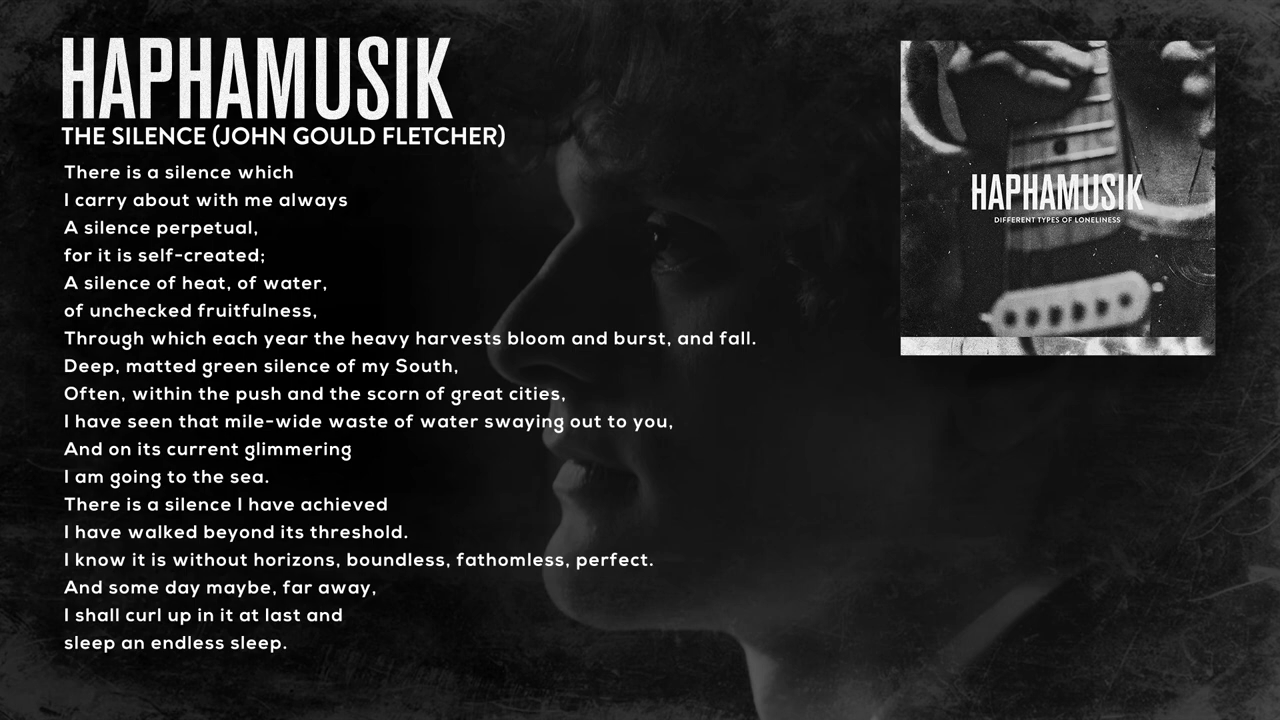 HAPHAMUSIK
THE SILENCE (JOHN GOULD FLETCHER)
There is a silence which
I carry about with me always
A silence perpetual,
for it is self-created;
A silence of heat, of water,
of unchecked fruitfulness,
Through which each year the heavy harvests bloom and burst, and fall.
Deep, matted green silence of my South,
Often, within the push and the scorn of great cities,
I have seen that mile-wide waste of water swaying out to you,
And on its current glimmering
I am going to the sea.
There is a silence I have achieved
I have walked beyond its threshold.
I know it is without horizons, boundless, fathomless, perfect.
And some day maybe, far away,
I shall curl up in it at last and
sleep an endless sleep.
HAPHAMUSIK
DIFFERENT TYPES OF LONELINESS